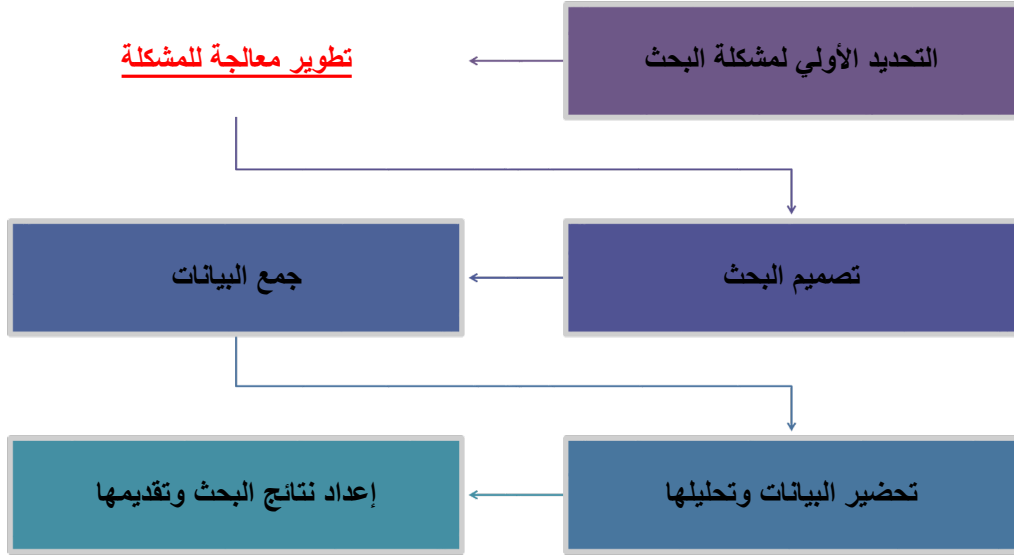 التحديد الأولي لمشكلة البحث
تطوير معالجة للمشكلة
تصميم البحث
جمع البيانات
تحضير البيانات وتحليلها
إعداد نتائج البحث وتقديمها